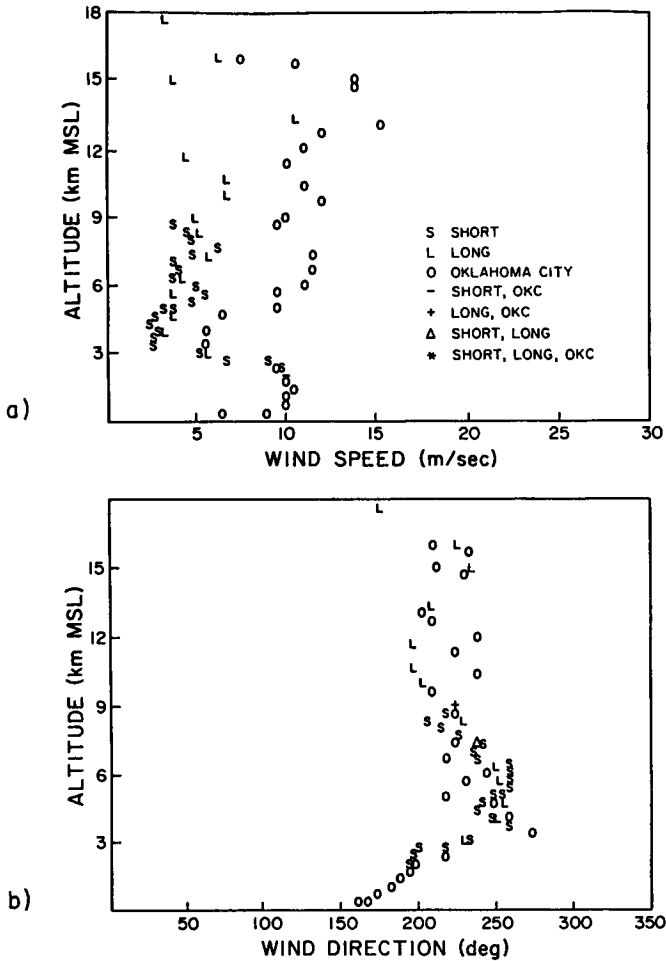 18
15
12
9
6
3
ALTITUDE (km MSL)
S SHORT
L LONG
O OKLAHOMA CITY
– SHORT, OKC
+ LONG, OKC
Δ SHORT, LONG
* SHORT, LONG, OKC
a)
5 10 15 20 25 30
WIND SPEED (m/sec)
15
12
9
6
3
ALTITUDE (km MSL)
b)
50 100 150 200 250 300 350
WIND DIRECTION (deg)